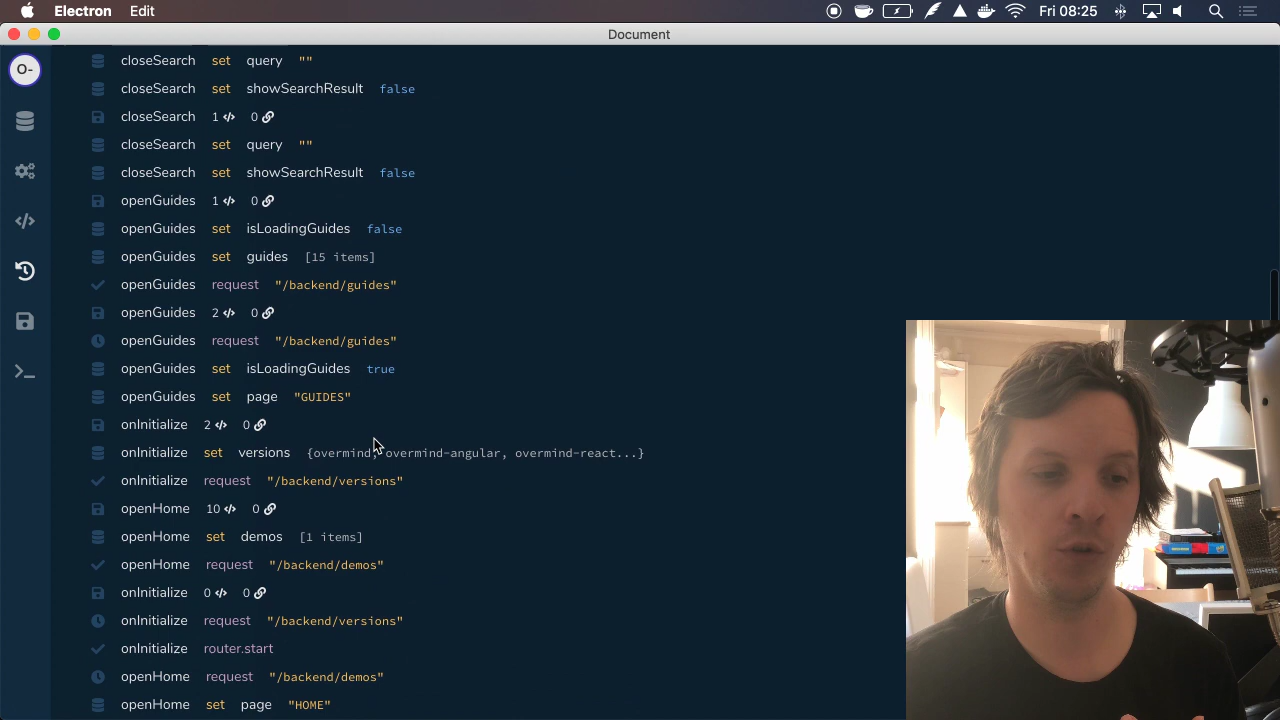 Electron Edit Fri 08:25
Document
O-
closeSearch set query ""
closeSearch set showSearchResult false
closeSearch 1 </> 0
closeSearch set query ""
closeSearch set showSearchResult false
openGuides 1 </> 0
openGuides set isLoadingGuides false
openGuides set guides [15 items]
openGuides request "/backend/guides"
openGuides 2 </> 0
openGuides request "/backend/guides"
openGuides set isLoadingGuides true
openGuides set page "GUIDES"
onInitialize 2 </> 0
onInitialize set versions {overmind, overmind-angular, overmind-react...}
onInitialize request "/backend/versions"
openHome 10 </> 0
openHome set demos [1 items]
openHome request "/backend/demos"
onInitialize 0 </> 0
onInitialize request "/backend/versions"
onInitialize router.start
openHome request "/backend/demos"
openHome set page "HOME"